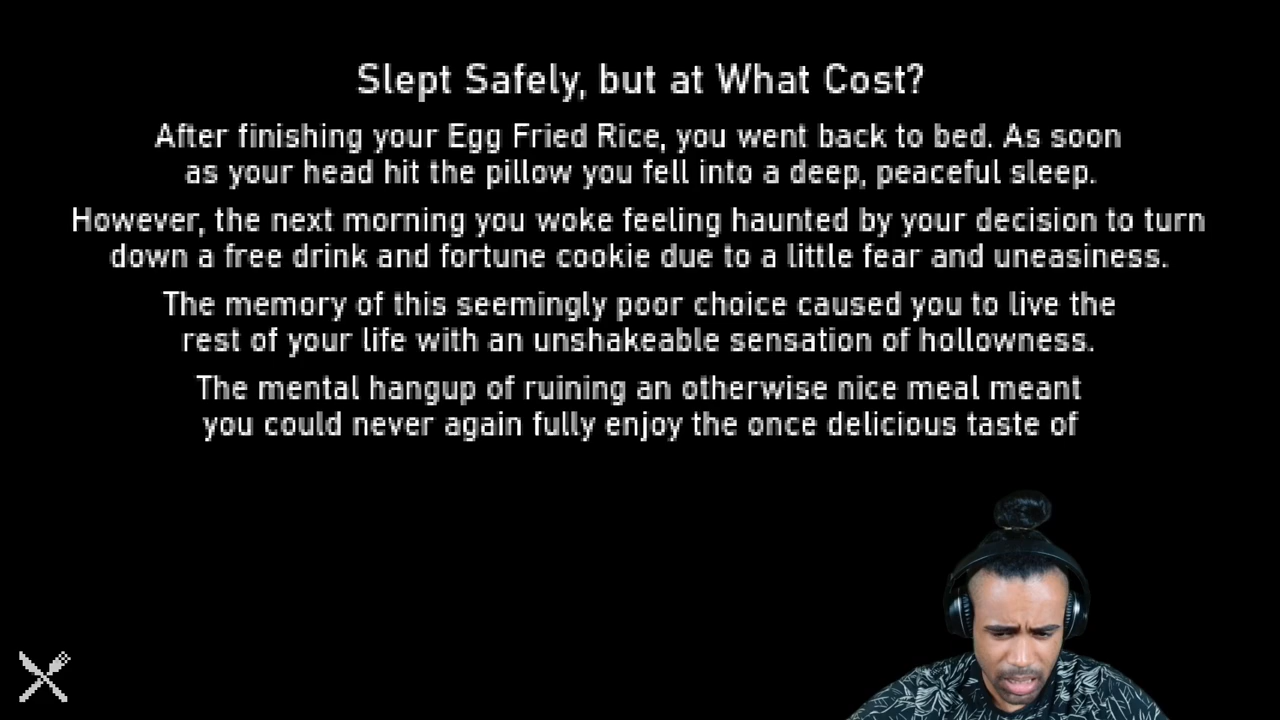 Slept Safely, but at What Cost?
After finishing your Egg Fried Rice, you went back to bed. As soon
as your head hit the pillow you fell into a deep, peaceful sleep.
However, the next morning you woke feeling haunted by your decision to turn
down a free drink and fortune cookie due to a little fear and uneasiness.
The memory of this seemingly poor choice caused you to live the
rest of your life with an unshakeable sensation of hollowness.
The mental hangup of ruining an otherwise nice meal meant
you could never again fully enjoy the once delicious taste of